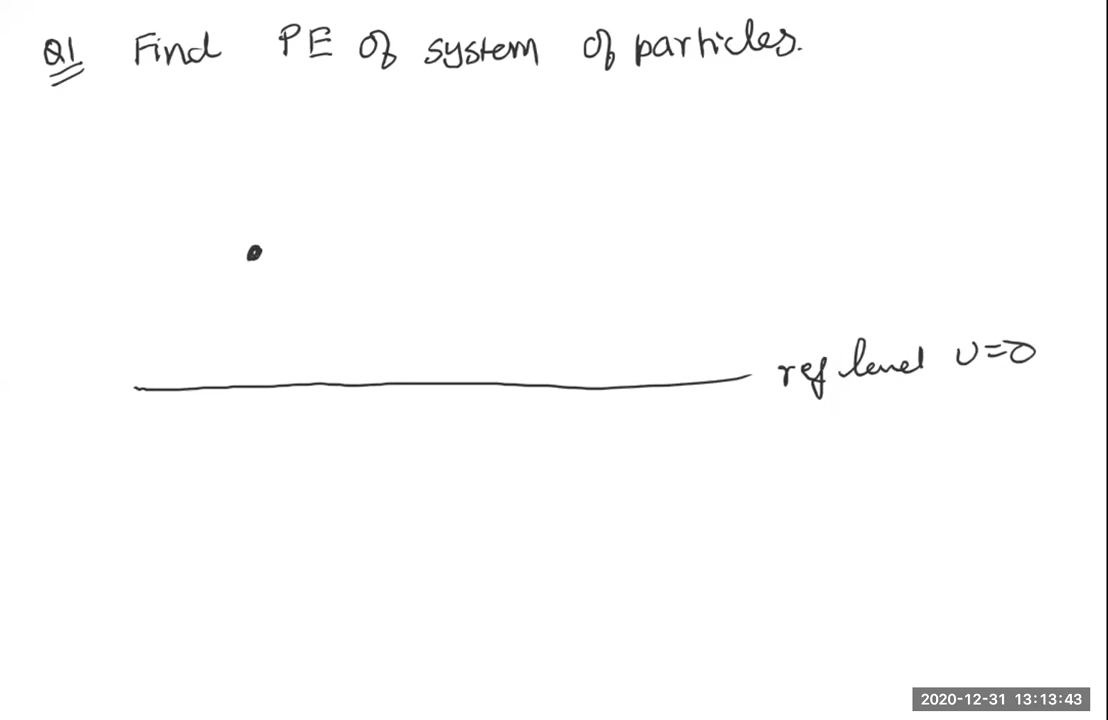 Q1 Find PE of system of particles.
ref level U=0
2020-12-31 13:13:43